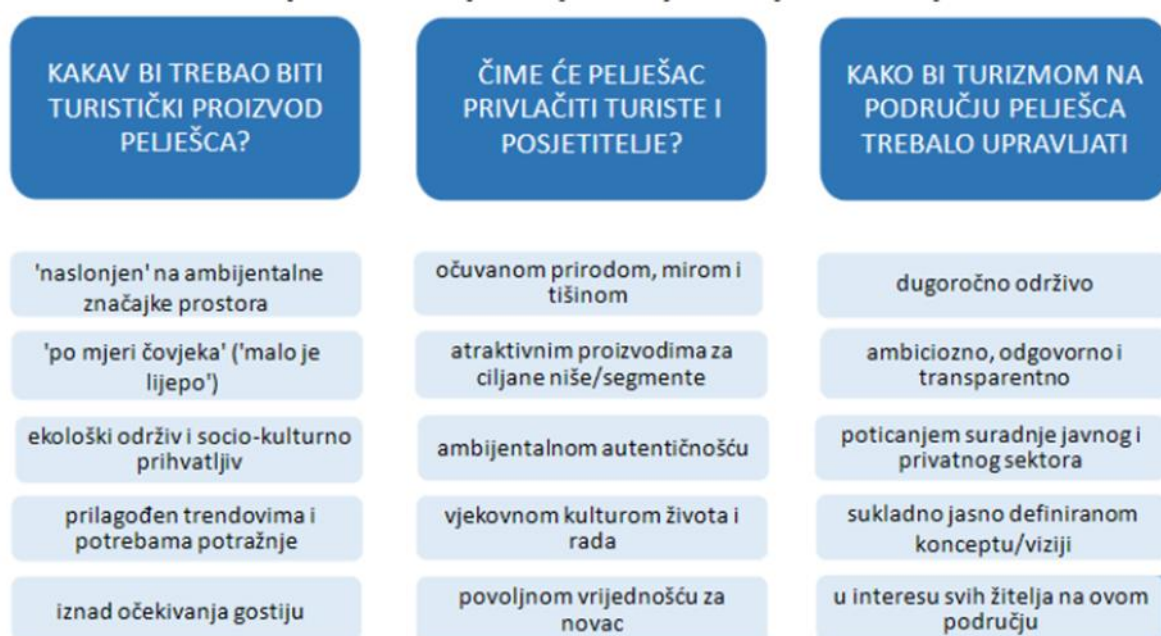 KAKAV BI TREBAO BITI
TURISTIČKI PROIZVOD
PELJEŠCA?
'naslonjen' na ambijentalne
značajke prostora
'po mjeri čovjeka' ('malo je
lijepo')
ekološki održiv i socio-kulturno
prihvatljiv
prilagođen trendovima i
potrebama potražnje
iznad očekivanja gostiju
ČIME ĆE PELJEŠAC
PRIVLAČITI TURISTE I
POSJETITELJE?
očuvanom prirodom, mirom i
tišinom
atraktivnim proizvodima za
ciljane niše/segmente
ambijentalnom autentičnošću
vjekovnom kulturom života i
rada
povoljnom vrijednošću za
novac
KAKO BI TURIZMOM NA
PODRUČJU PELJEŠCA
TREBALO UPRAVLJATI
dugoročno održivo
ambiciozno, odgovorno i
transparentno
poticanjem suradnje javnog i
privatnog sektora
sukladno jasno definiranom
konceptu/viziji
u interesu svih žitelja na ovom
području